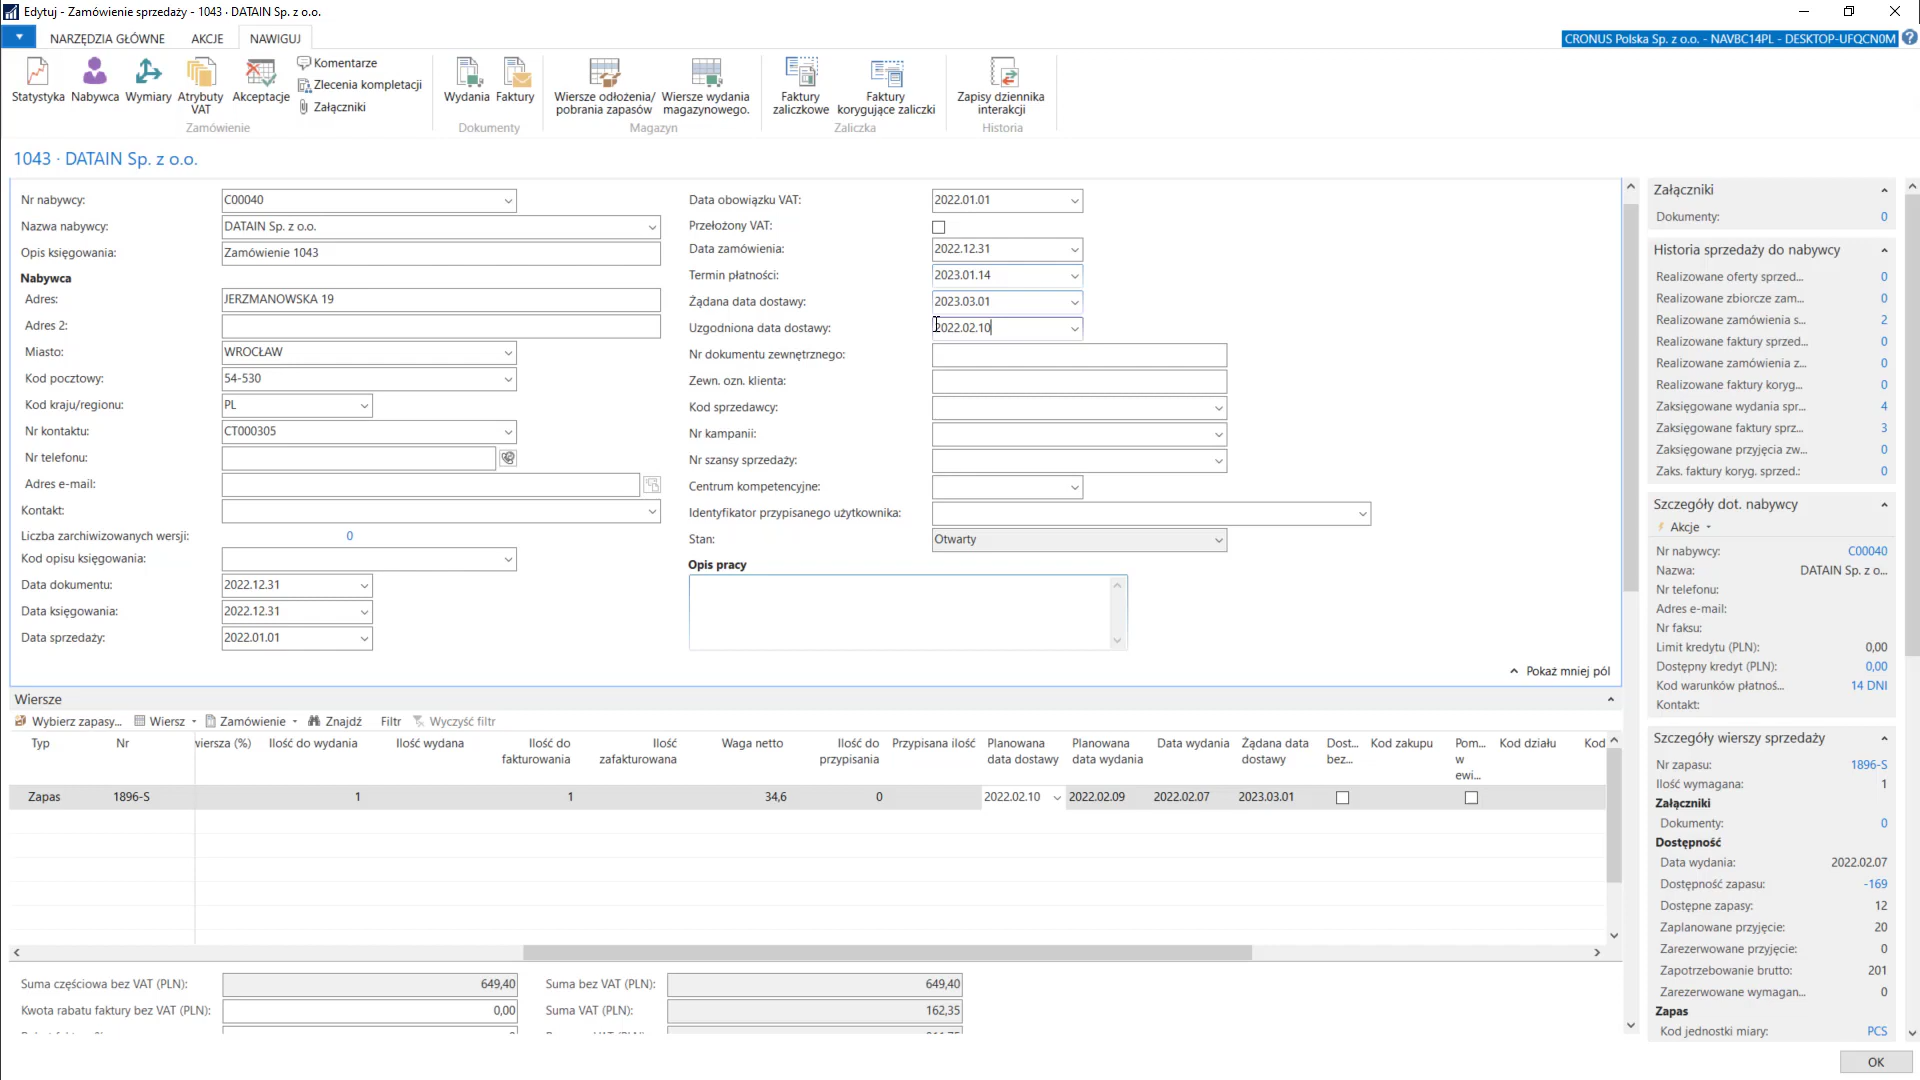 Edytuj - Zamówienie sprzedaży - 1043 · DATAIN Sp. z o.o.
NARZĘDZIA GŁÓWNE AKCJE NAWIGUJ
CRONUS Polska Sp. z o.o. - NAVBC14PL - DESKTOP-UFQCN0M
Statystyka Nabywca Wymiary Atrybuty VAT Akceptacje
Komentarze
Zlecenia kompletacji
Załączniki
Wydania Faktury
Wiersze odłożenia/ pobrania zapasów
Wiersze wydania magazynowego.
Faktury zaliczkowe
Faktury korygujące zaliczki
Zapisy dziennika interakcji
Zamówienie Dokumenty Magazyn Zaliczka Historia
1043 · DATAIN Sp. z o.o.
Nr nabywcy: C00040
Nazwa nabywcy: DATAIN Sp. z o.o.
Opis księgowania: Zamówienie 1043
Nabywca
Adres: JERZMANOWSKA 19
Adres 2:
Miasto: WROCŁAW
Kod pocztowy: 54-530
Kod kraju/regionu: PL
Nr kontaktu: CT000305
Nr telefonu:
Adres e-mail:
Kontakt:
Liczba zarchiwizowanych wersji: 0
Kod opisu księgowania:
Data dokumentu: 2022.12.31
Data księgowania: 2022.12.31
Data sprzedaży: 2022.01.01
Data obowiązku VAT: 2022.01.01
Przełożony VAT:
Data zamówienia: 2022.12.31
Termin płatności: 2023.01.14
Żądana data dostawy: 2023.03.01
Uzgodniona data dostawy: 2022.02.10
Nr dokumentu zewnętrznego:
Zewn. ozn. klienta:
Kod sprzedawcy:
Nr kampanii:
Nr szansy sprzedaży:
Centrum kompetencyjne:
Identyfikator przypisanego użytkownika:
Stan: Otwarty
Opis pracy
Pokaż mniej pól
Wiersze
Wybierz zapasy... Wiersz Zamówienie Znajdź Filtr Wyczyść filtr
Typ Nr wiersza (%) Ilość do wydania Ilość wydana Ilość do fakturowania Ilość zafakturowana Waga netto Ilość do przypisania Przypisana ilość Planowana data dostawy Planowana data wydania Data wydania Żądana data dostawy Dost... bez... Kod zakupu Pom... w ewi... Kod działu Kod
Zapas 1896-S 1 1 34,6 0 2022.02.10 2022.02.09 2022.02.07 2023.03.01
Suma częściowa bez VAT (PLN): 649,40 Suma bez VAT (PLN): 649,40
Kwota rabatu faktury bez VAT (PLN): 0,00 Suma VAT (PLN): 162,35
Załączniki
Dokumenty: 0
Historia sprzedaży do nabywcy
Realizowane oferty sprzed... 0
Realizowane zbiorcze zam... 0
Realizowane zamówienia s... 2
Realizowane faktury sprzed... 0
Realizowane zamówienia z... 0
Realizowane faktury koryg... 0
Zaksięgowane wydania spr... 4
Zaksięgowane faktury sprz... 3
Zaksięgowane przyjęcia zw... 0
Zaks. faktury koryg. sprzed.: 0
Szczegóły dot. nabywcy
Akcje
Nr nabywcy: C00040
Nazwa: DATAIN Sp. z o...
Nr telefonu:
Adres e-mail:
Nr faksu:
Limit kredytu (PLN): 0,00
Dostępny kredyt (PLN): 0,00
Kod warunków płatnoś... 14 DNI
Kontakt:
Szczegóły wierszy sprzedaży
Nr zapasu: 1896-S
Ilość wymagana: 1
Załączniki
Dokumenty: 0
Dostępność
Data wydania: 2022.02.07
Dostępność zapasu: -169
Dostępne zapasy: 12
Zaplanowane przyjęcie: 20
Zarezerwowane przyjęcie: 0
Zapotrzebowanie brutto: 201
Zarezerwowane wymagan... 0
Zapas
Kod jednostki miary: PCS
OK